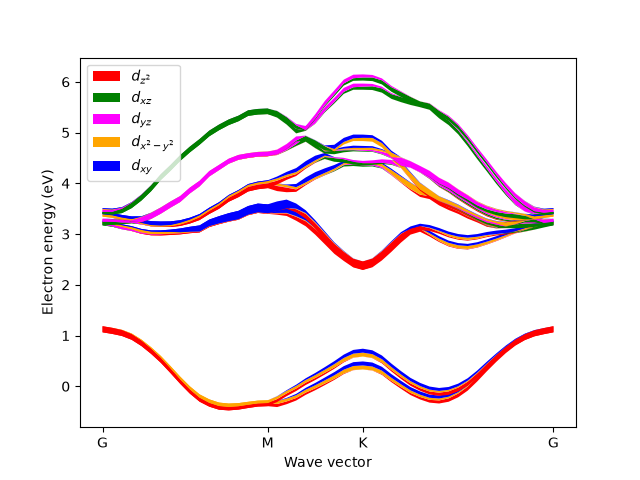 6
5
4
3
2
1
0
Electron energy (eV)
d_{z²}
d_{xz}
d_{yz}
d_{x²−y²}
d_{xy}
G M K G
Wave vector